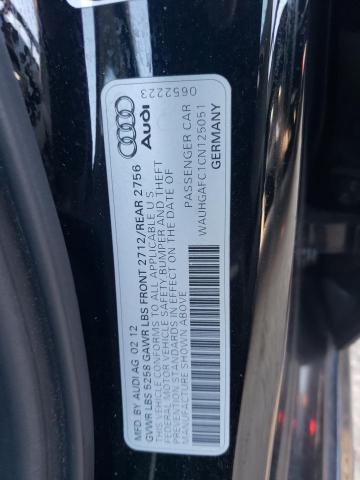 0652223
Audi
MFD. BY AUDI AG 02 12
GVWR LBS 5258 GAWR LBS FRONT 2712/REAR 2756
THIS VEHICLE CONFORMS TO ALL APPLICABLE U S
FEDERAL MOTOR VEHICLE SAFETY BUMPER AND THEFT
PREVENTION STANDARDS IN EFFECT ON THE DATE OF
MANUFACTURE SHOWN ABOVE
PASSENGER CAR
WAUHGAFC1CN125051
GERMANY